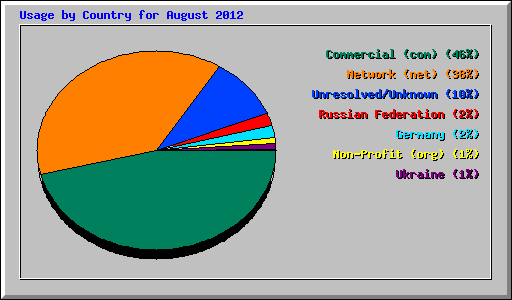 Usage by Country for August 2012
Commercial (com) (46%)
Network (net) (38%)
Unresolved/Unknown (10%)
Russian Federation (2%)
Germany (2%)
Non-Profit (org) (1%)
Ukraine (1%)